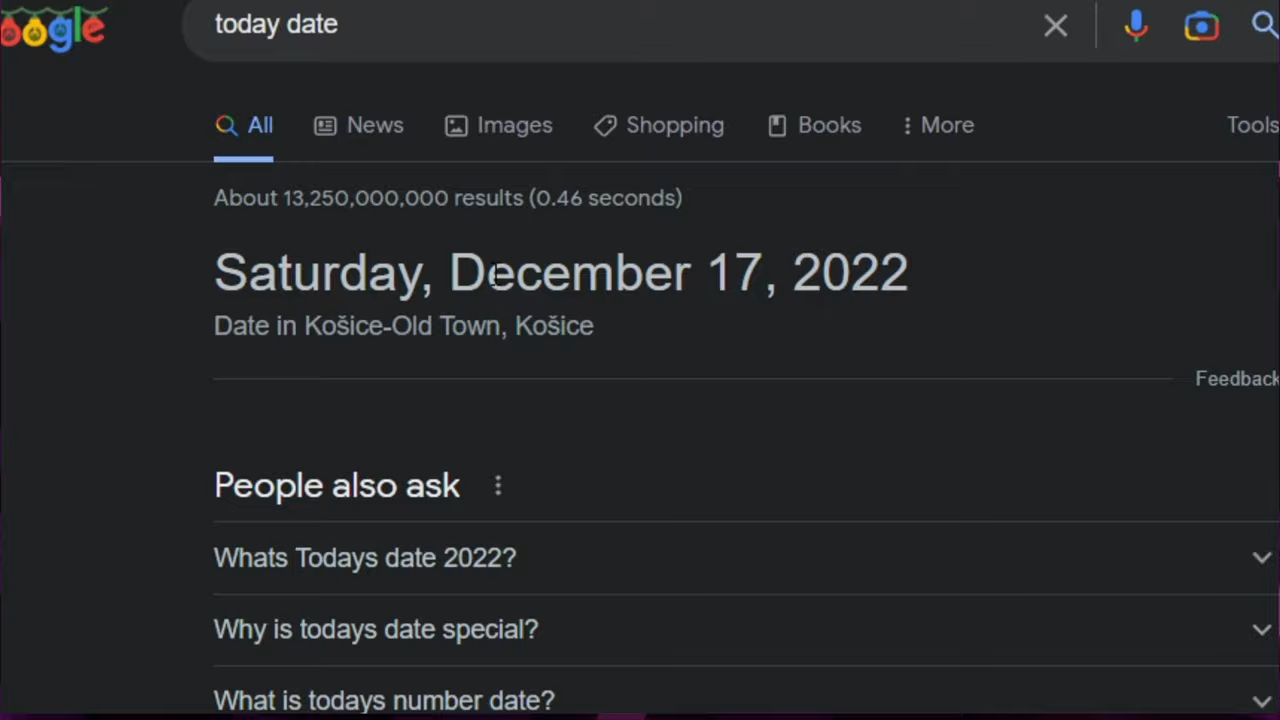 oogle
today date
All News Images Shopping Books More Tools
About 13,250,000,000 results (0.46 seconds)
Saturday, December 17, 2022
Date in Košice-Old Town, Košice
Feedback
People also ask
Whats Todays date 2022?
Why is todays date special?
What is todays number date?